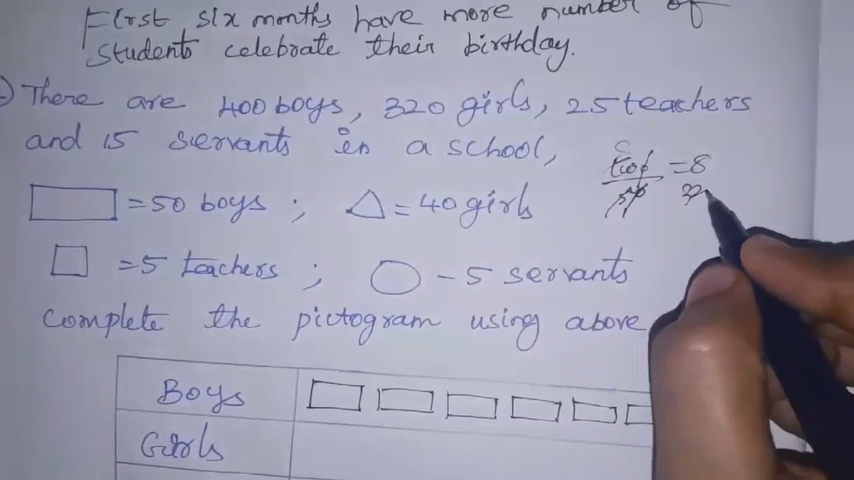 First six months have more number of
students celebrate their birthday.
There are 400 boys, 320 girls, 25 teachers
and 15 servants in a school,
= 8
= 50 boys ; = 40 girls
32
= 5 teachers ; - 5 servants
Complete the pictogram using above
Boys
Girls